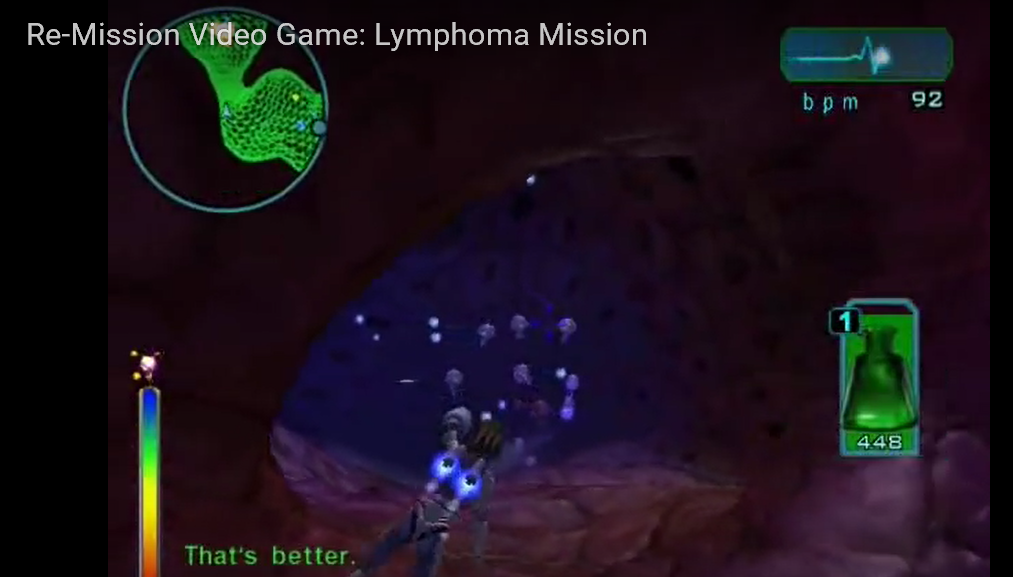 Re-Mission Video Game: Lymphoma Mission
bpm 92
1
448
That's better.